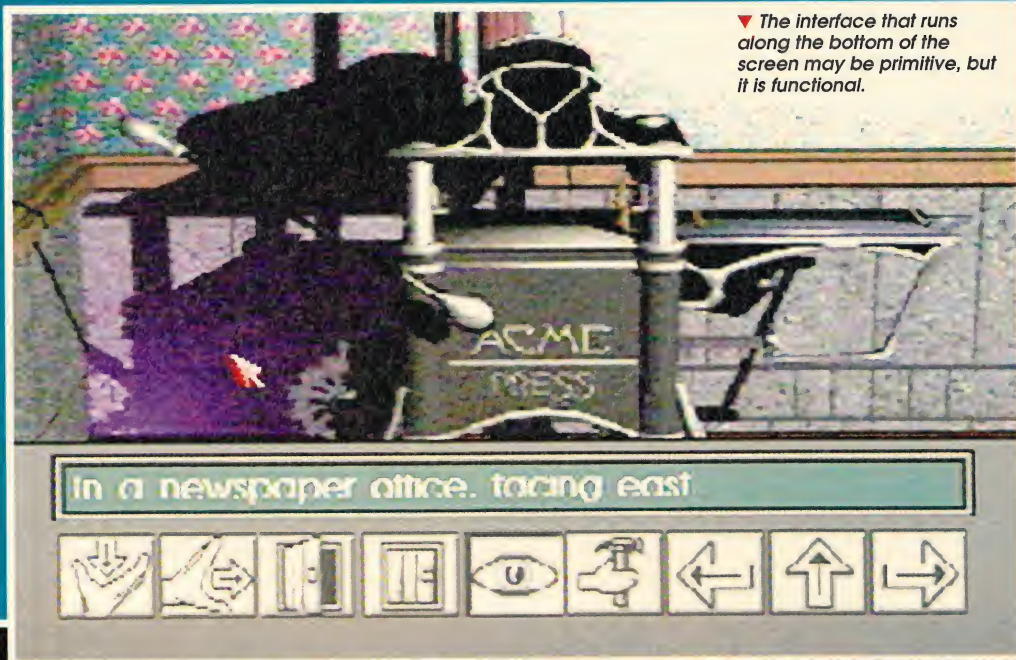 ▼ The interface that runs
along the bottom of the
screen may be primitive, but
it is functional.
ACME
PRESS
In a newspaper office. facing east